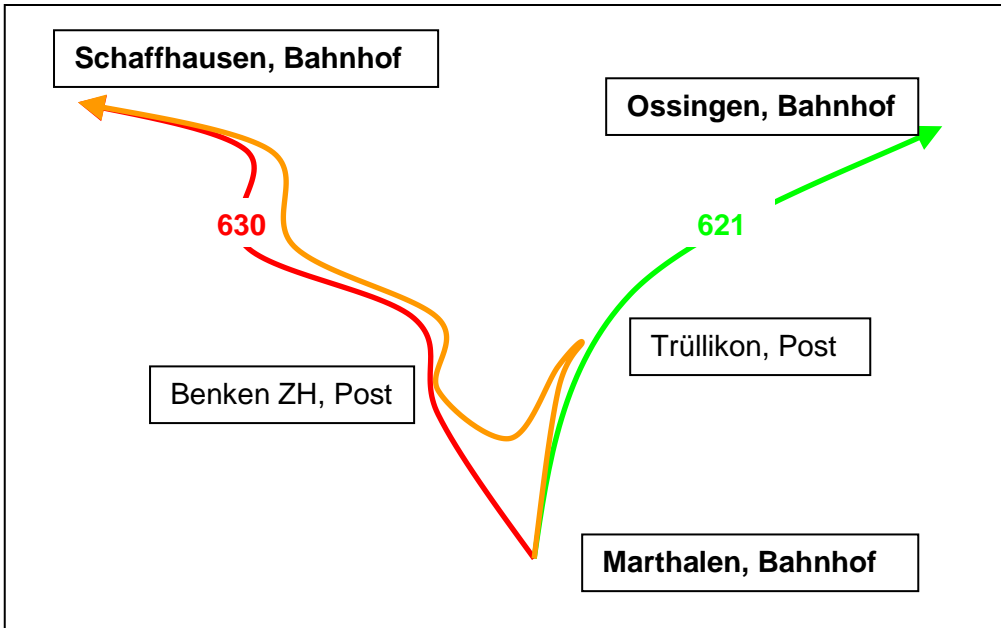 Schaffhausen, Bahnhof
Ossingen, Bahnhof
630
621
Trüllikon, Post
Benken ZH, Post
Marthalen, Bahnhof